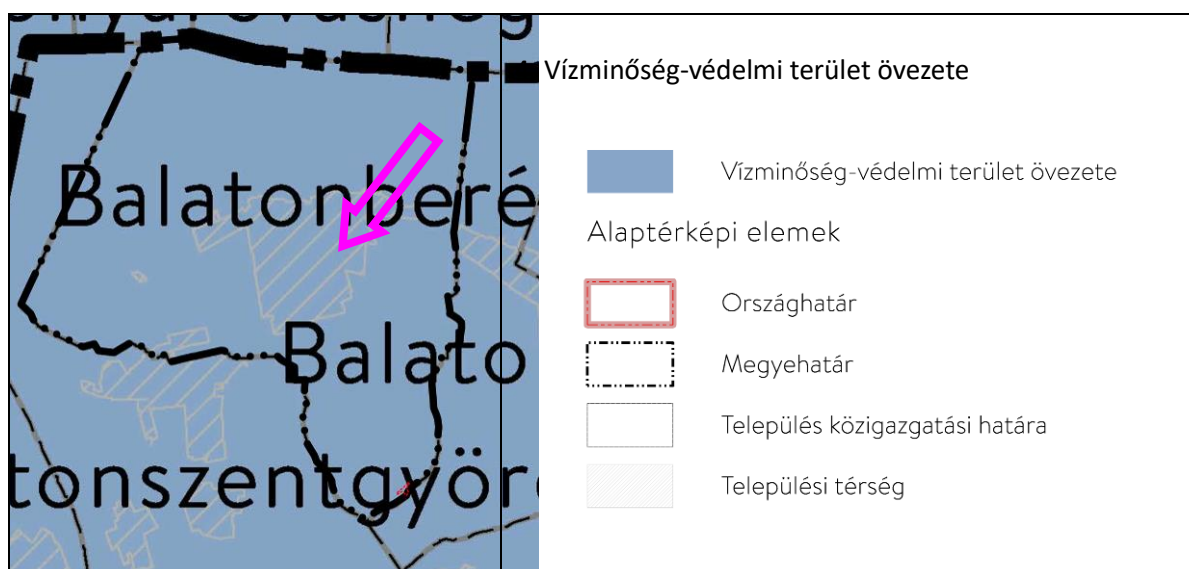 Vízminőség-védelmi terület övezete
Balatonberé
Balato
tonszentgyör
Vízminőség-védelmi terület övezete
Alaptérképi elemek
Országhatár
Megyehatár
Település közigazgatási határa
Települési térség